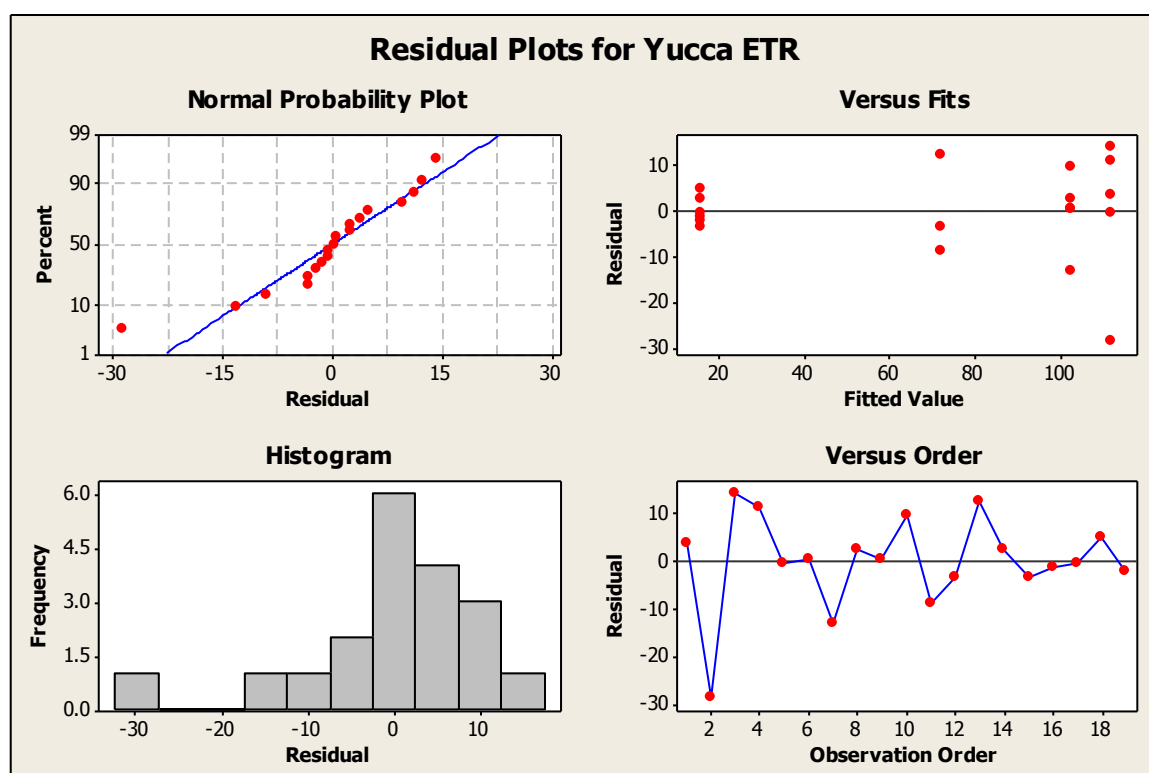 Residual Plots for Yucca ETR
Normal Probability Plot
99
90
50
10
1
Percent
-30 -15 0 15 30
Residual
Versus Fits
10
0
-10
-20
-30
Residual
20 40 60 80 100
Fitted Value
Histogram
6.0
4.5
3.0
1.5
0.0
Frequency
-30 -20 -10 0 10
Residual
Versus Order
10
0
-10
-20
-30
Residual
2 4 6 8 10 12 14 16 18
Observation Order